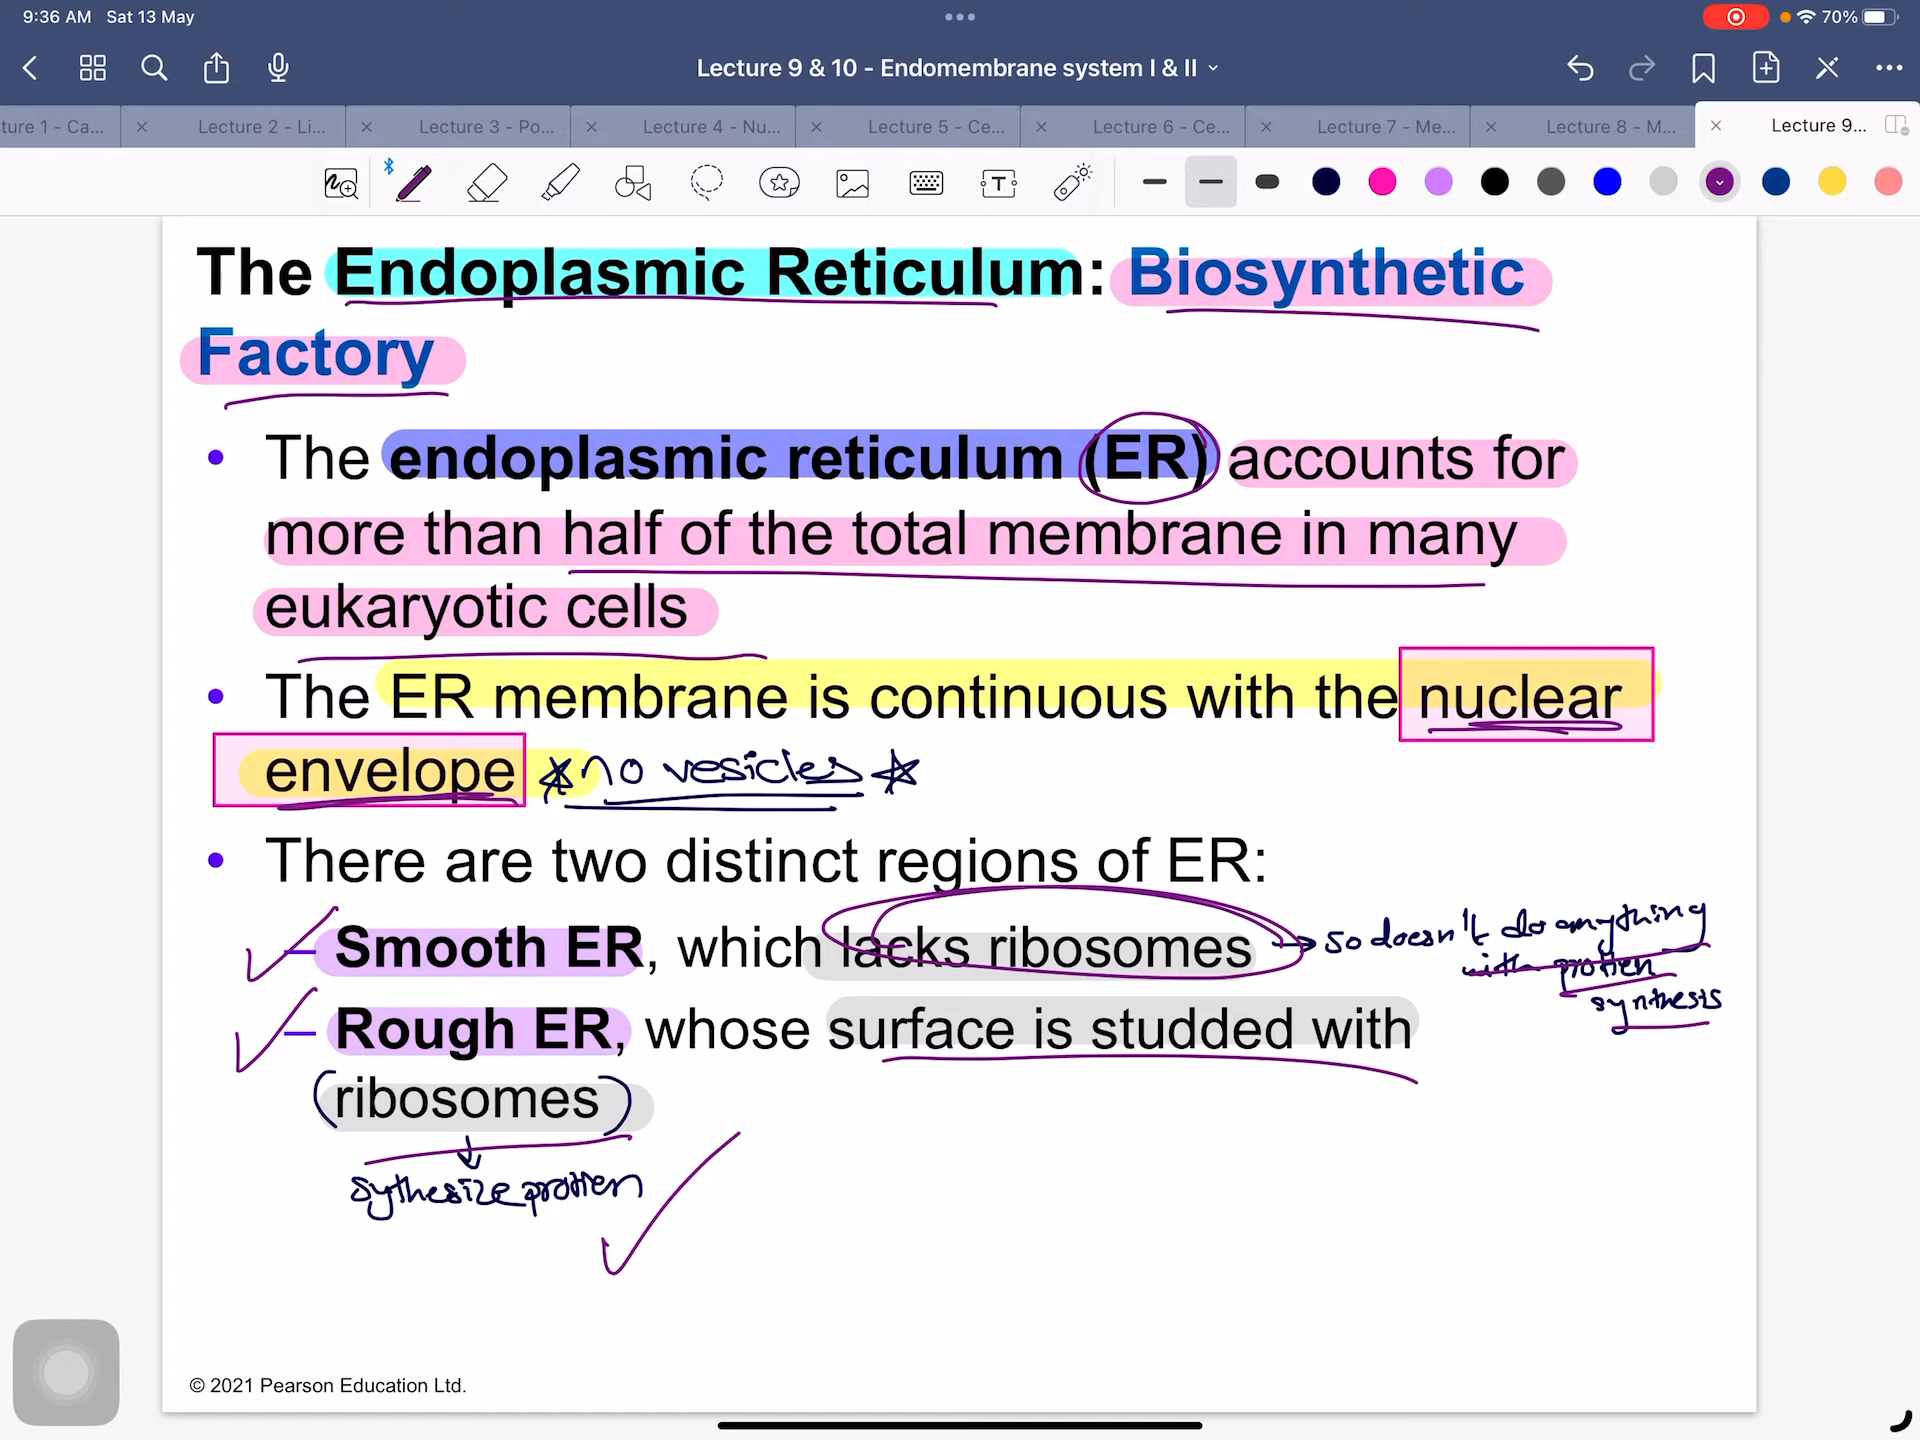 9:36 AM Sat 13 May
70%
Lecture 9 & 10 - Endomembrane system I & II
ture 1 - Ca...
Lecture 2 - Li...
Lecture 3 - Po...
Lecture 4 - Nu...
Lecture 5 - Ce...
Lecture 6 - Ce...
Lecture 7 - Me...
Lecture 8 - M...
Lecture 9...
The Endoplasmic Reticulum: Biosynthetic
Factory
• The endoplasmic reticulum (ER) accounts for
more than half of the total membrane in many
eukaryotic cells
• The ER membrane is continuous with the nuclear
envelope ☆ no vesicles ☆
• There are two distinct regions of ER:
– Smooth ER, which lacks ribosomes → so doesn't do anything
with protien
synthesis
– Rough ER, whose surface is studded with
(ribosomes)
↓
sythesize protien
© 2021 Pearson Education Ltd.